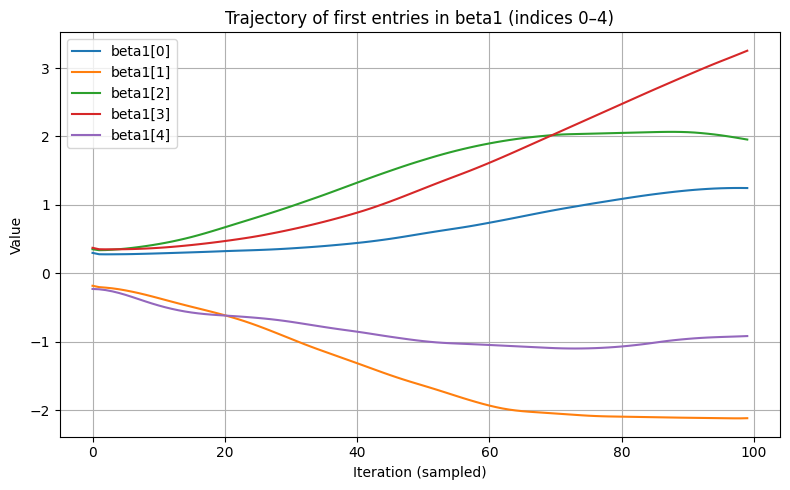 Trajectory of first entries in beta1 (indices 0–4)
beta1[0]
beta1[1]
beta1[2]
beta1[3]
beta1[4]
3
2
1
0
−1
−2
Value
0 20 40 60 80 100
Iteration (sampled)